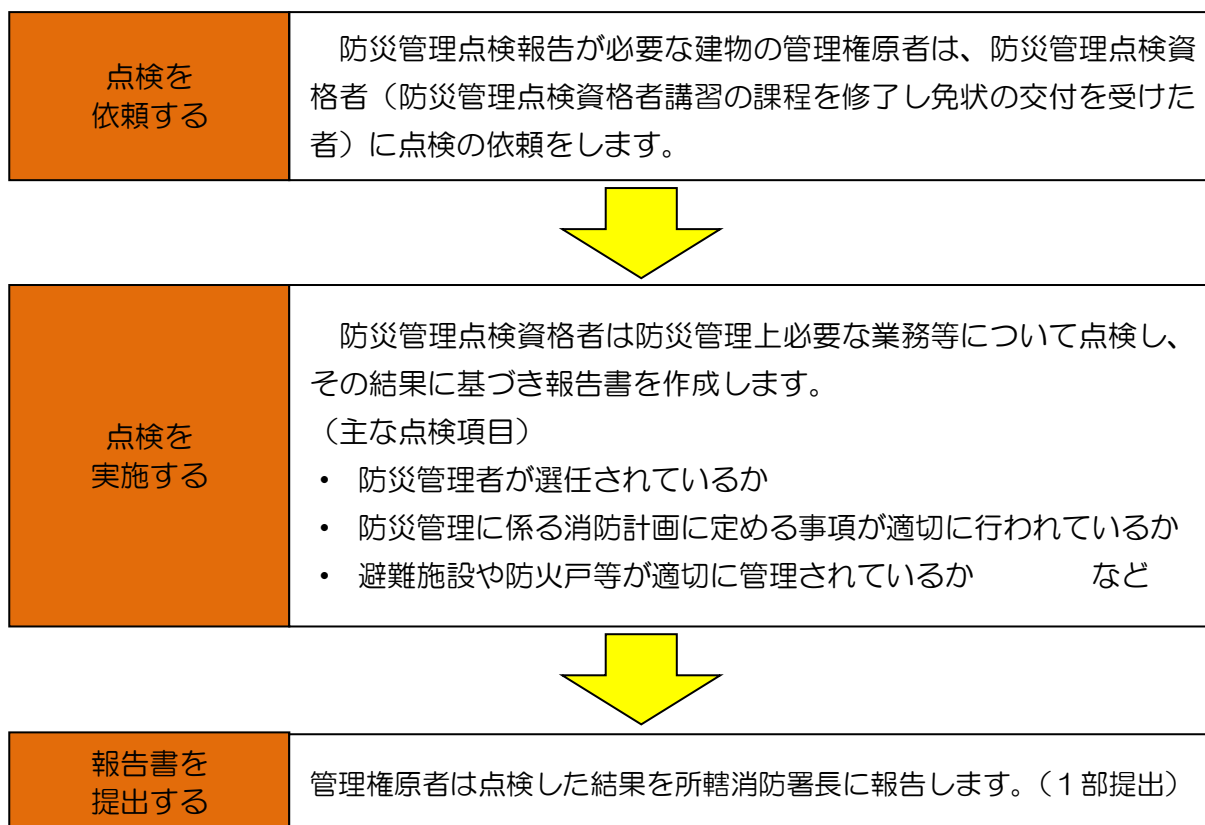 点検を
依頼する
防災管理点検報告が必要な建物の管理権原者は、防災管理点検資
格者（防災管理点検資格者講習の課程を修了し免状の交付を受けた
者）に点検の依頼をします。
点検を
実施する
防災管理点検資格者は防災管理上必要な業務等について点検し、
その結果に基づき報告書を作成します。
（主な点検項目）
・ 防災管理者が選任されているか
・ 防災管理に係る消防計画に定める事項が適切に行われているか
・ 避難施設や防火戸等が適切に管理されているか　　　など
報告書を
提出する
管理権原者は点検した結果を所轄消防署長に報告します。（１部提出）